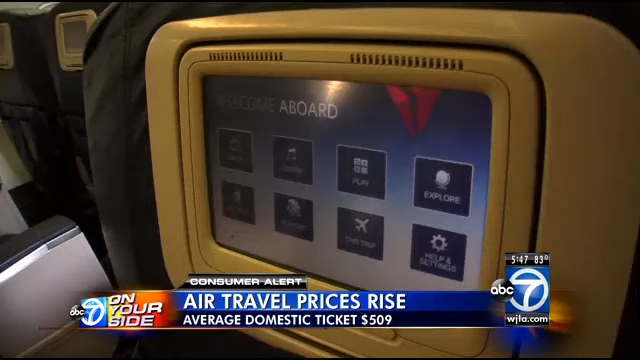 WELCOME ABOARD
PLAY
EXPLORE
THIS TRIP
HELP & SETTINGS
5:47 83°
abc 7
wjla.com
CONSUMER ALERT
abc 7 ON YOUR SIDE
AIR TRAVEL PRICES RISE
AVERAGE DOMESTIC TICKET $509